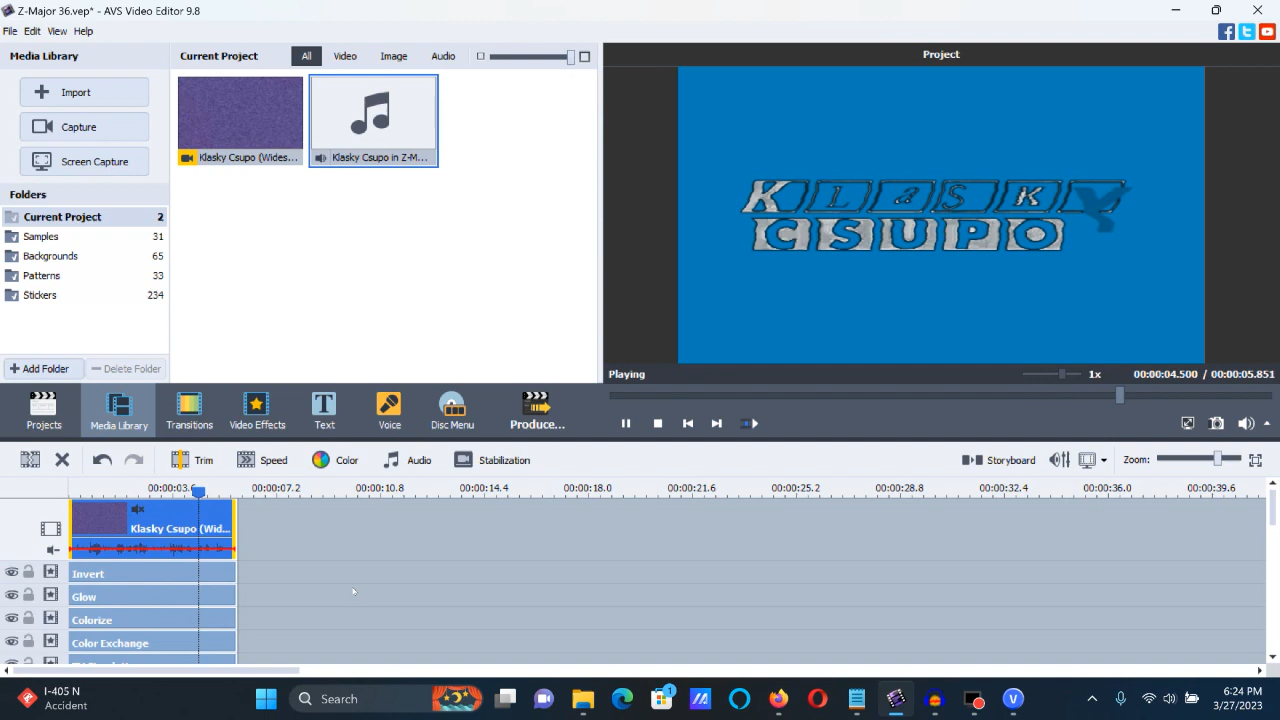 Z-Major 36.vep* - AVS Video Editor 9.8
File Edit View Help
Media Library
Import
Capture
Screen Capture
Folders
Current Project 2
Samples 31
Backgrounds 65
Patterns 33
Stickers 234
Add Folder Delete Folder
Current Project All Video Image Audio
Klasky Csupo (Wides... Klasky Csupo in Z-M...
Project
KLaSKY
CSUPO
Playing 1x 00:00:04.500 / 00:00:05.851
Projects Media Library Transitions Video Effects Text Voice Disc Menu Produce...
Trim Speed Color Audio Stabilization Storyboard Zoom:
00:00:03.6 00:00:07.2 00:00:10.8 00:00:14.4 00:00:18.0 00:00:21.6 00:00:25.2 00:00:28.8 00:00:32.4 00:00:36.0 00:00:39.6
Klasky Csupo (Wid...
Invert
Glow
Colorize
Color Exchange
I-405 N
Accident
Search
1
V
6:24 PM
3/27/2023